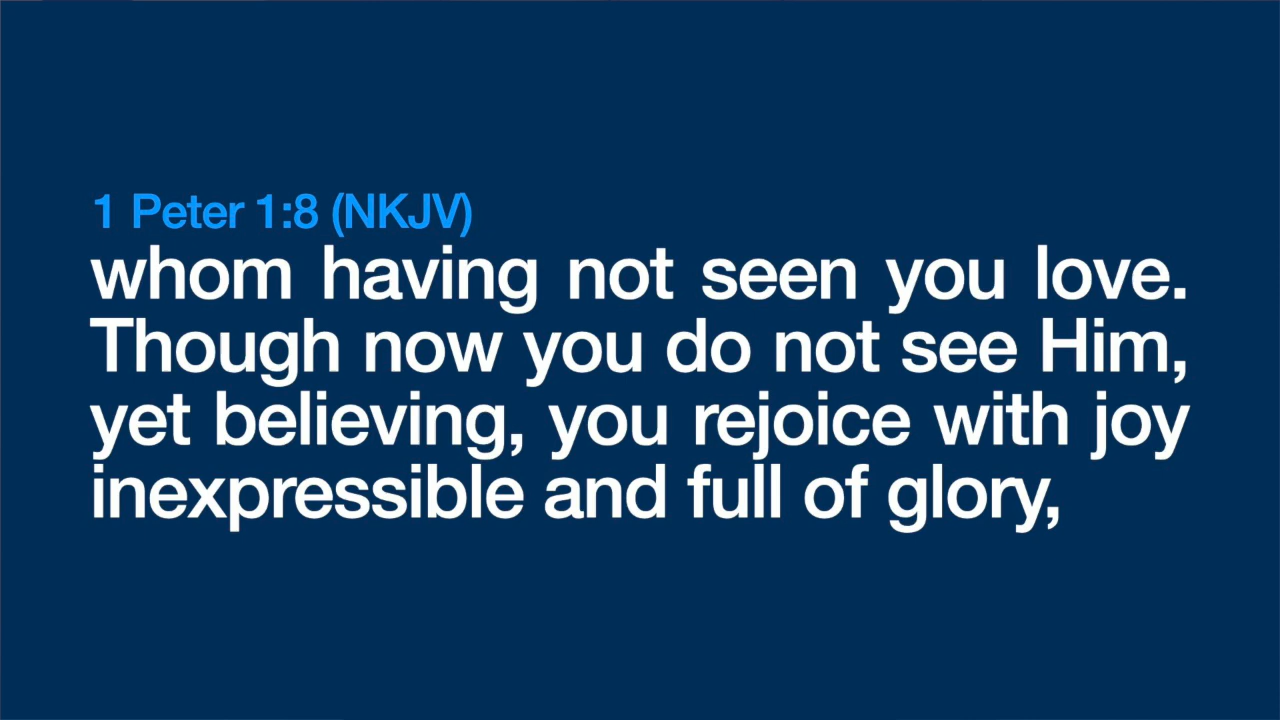 1 Peter 1:8 (NKJV)
whom having not seen you love.
Though now you do not see Him,
yet believing, you rejoice with joy
inexpressible and full of glory,